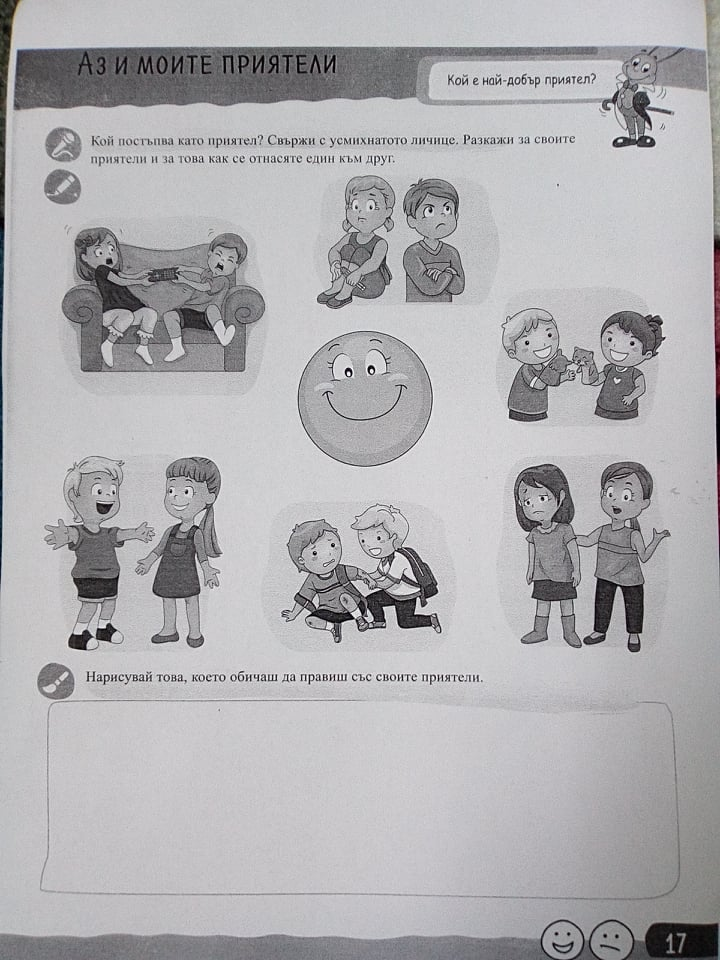 Аз и моите приятели
Кой е най-добър приятел?
Кой постъпва като приятел? Свържи с усмихнатото личице. Разкажи за своите
приятели и за това как се отнасяте един към друг.
Нарисувай това, което обичаш да правиш със своите приятели.
17